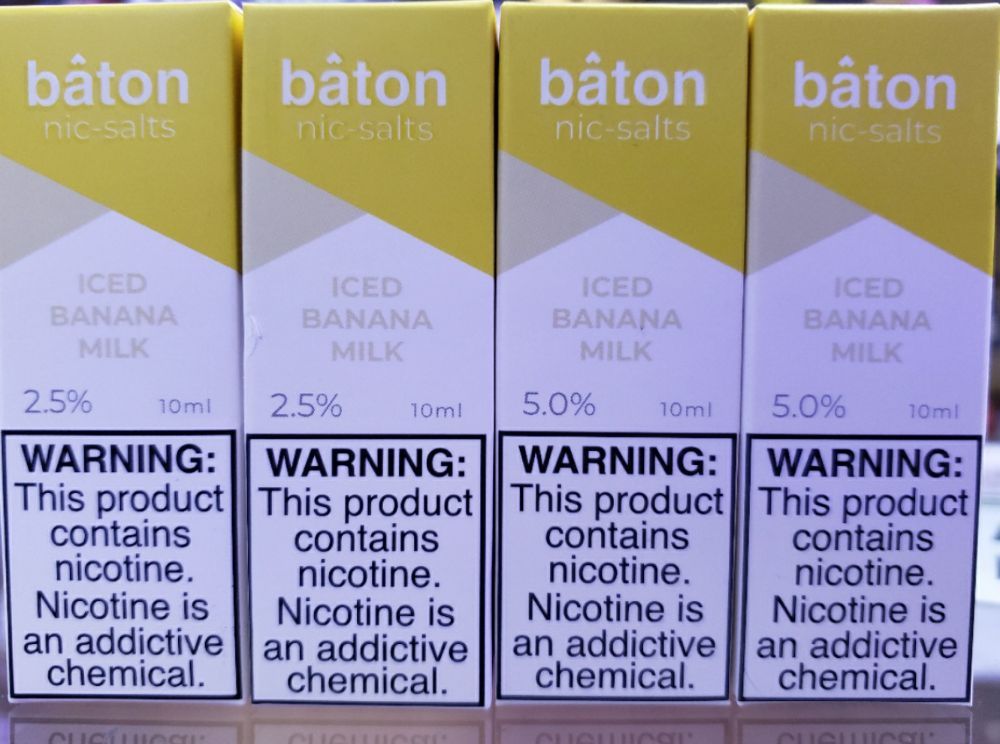 bâton
nic-salts
ICED
BANANA
MILK
2.5% 10ml
WARNING:
This product
contains
nicotine.
Nicotine is
an addictive
chemical.
bâton
nic-salts
ICED
BANANA
MILK
2.5% 10ml
WARNING:
This product
contains
nicotine.
Nicotine is
an addictive
chemical.
bâton
nic-salts
ICED
BANANA
MILK
5.0% 10ml
WARNING:
This product
contains
nicotine.
Nicotine is
an addictive
chemical.
bâton
nic-salts
ICED
BANANA
MILK
5.0% 10ml
WARNING:
This product
contains
nicotine.
Nicotine is
an addictive
chemical.